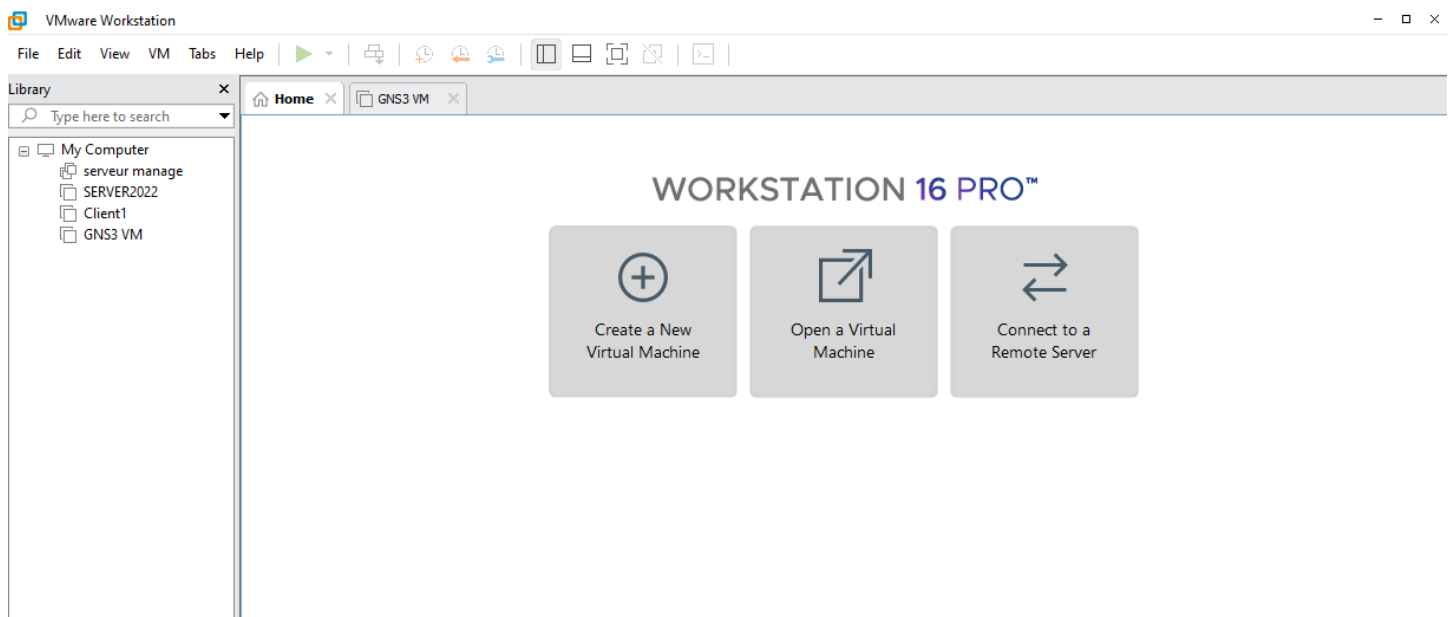 VMware Workstation
File Edit View VM Tabs Help
Library
Type here to search
My Computer
serveur manage
SERVER2022
Client1
GNS3 VM
Home
GNS3 VM
WORKSTATION 16 PRO™
Create a New
Virtual Machine
Open a Virtual
Machine
Connect to a
Remote Server